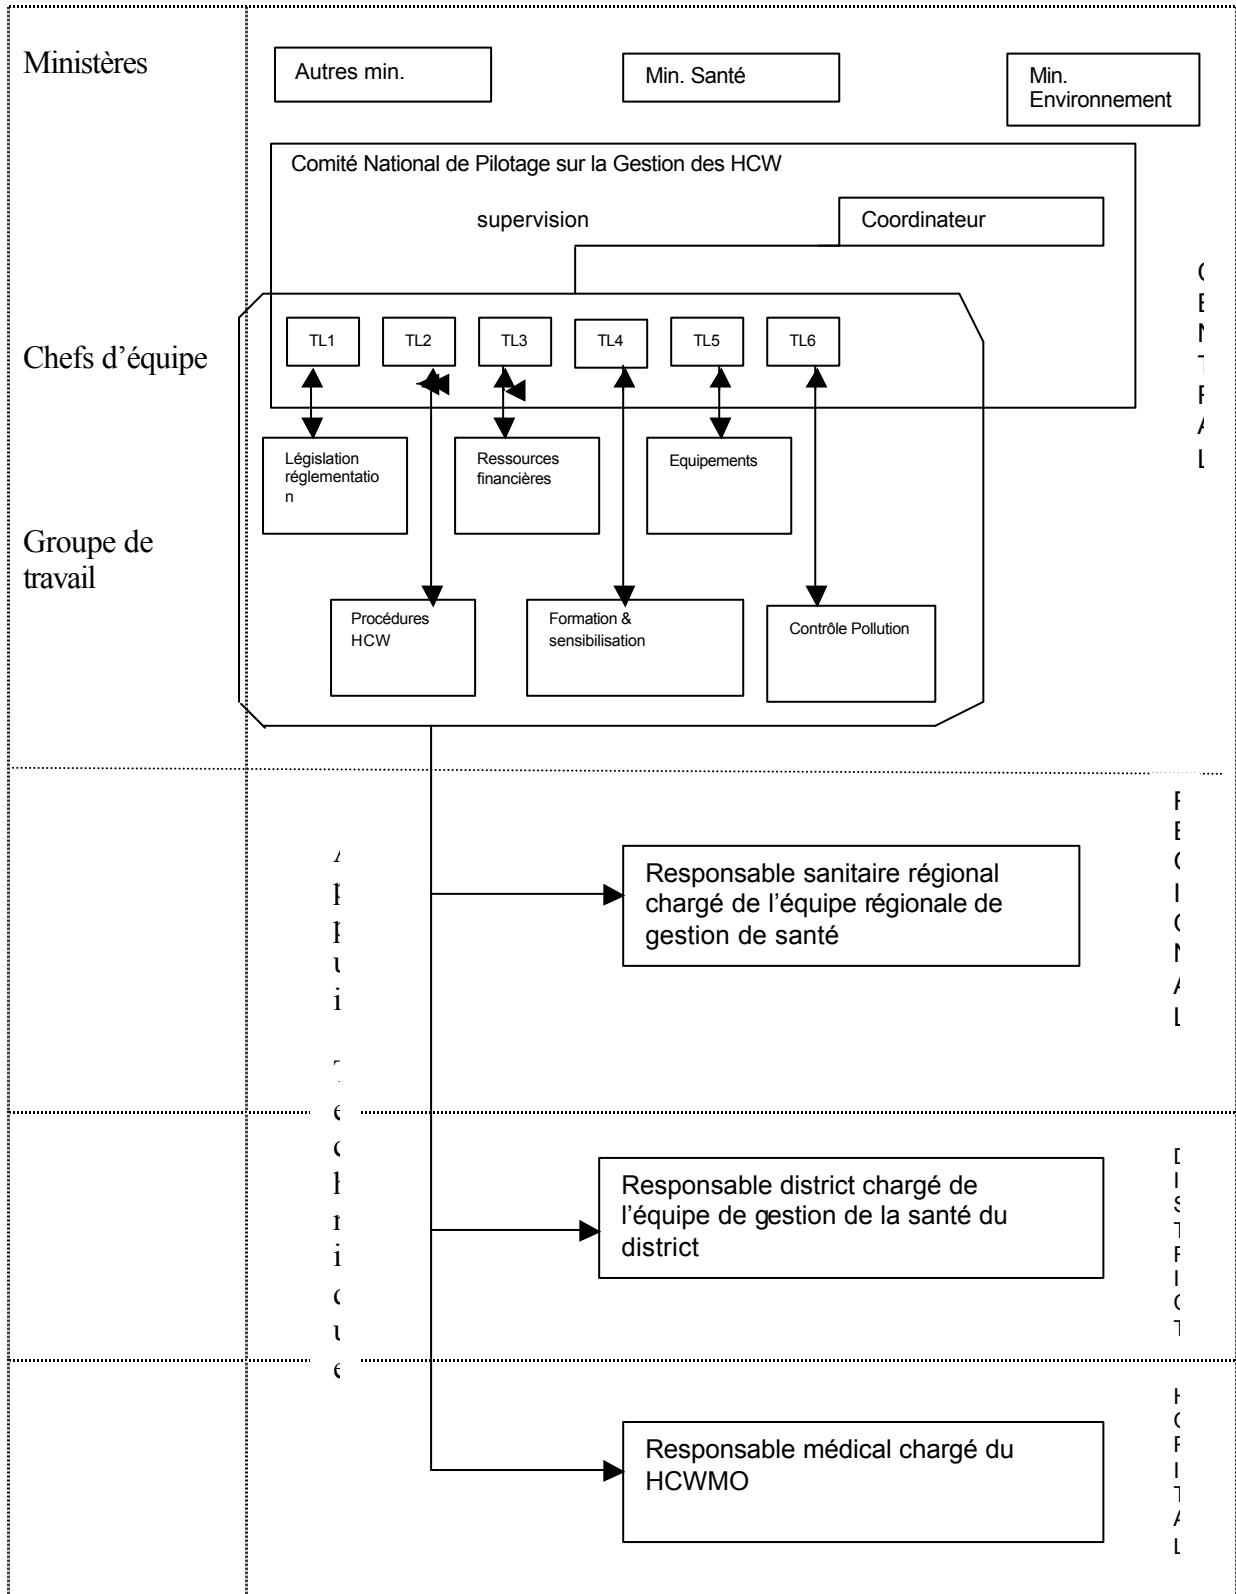 Ministères
Autres min.
Min. Santé
Min.
Environnement
Comité National de Pilotage sur la Gestion des HCW
supervision
Coordinateur
Chefs d’équipe
TL1
TL2
TL3
TL4
TL5
TL6
Législation
réglementatio
n
Ressources
financières
Equipements
Groupe de
travail
Procédures
HCW
Formation &
sensibilisation
Contrôle Pollution
Responsable sanitaire régional
chargé de l’équipe régionale de
gestion de santé
Responsable district chargé de
l’équipe de gestion de la santé du
district
Responsable médical chargé du
HCWMO